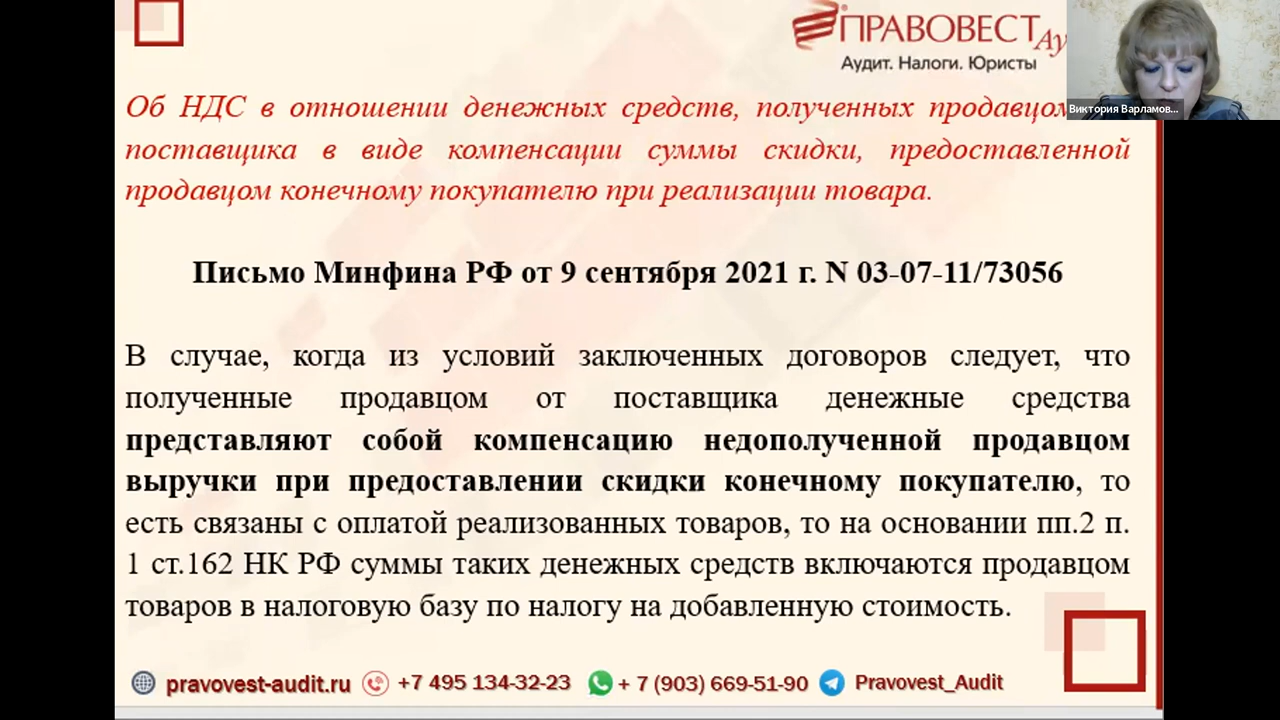 ПРАВОВЕСТ Ау
Аудит. Налоги. Юристы
Виктория Варламов...
Об НДС в отношении денежных средств, полученных продавцом
поставщика в виде компенсации суммы скидки, предоставленной
продавцом конечному покупателю при реализации товара.
Письмо Минфина РФ от 9 сентября 2021 г. N 03-07-11/73056
В случае, когда из условий заключенных договоров следует, что
полученные продавцом от поставщика денежные средства
представляют собой компенсацию недополученной продавцом
выручки при предоставлении скидки конечному покупателю, то
есть связаны с оплатой реализованных товаров, то на основании пп.2 п.
1 ст.162 НК РФ суммы таких денежных средств включаются продавцом
товаров в налоговую базу по налогу на добавленную стоимость.
pravovest-audit.ru +7 495 134-32-23 + 7 (903) 669-51-90 Pravovest_Audit